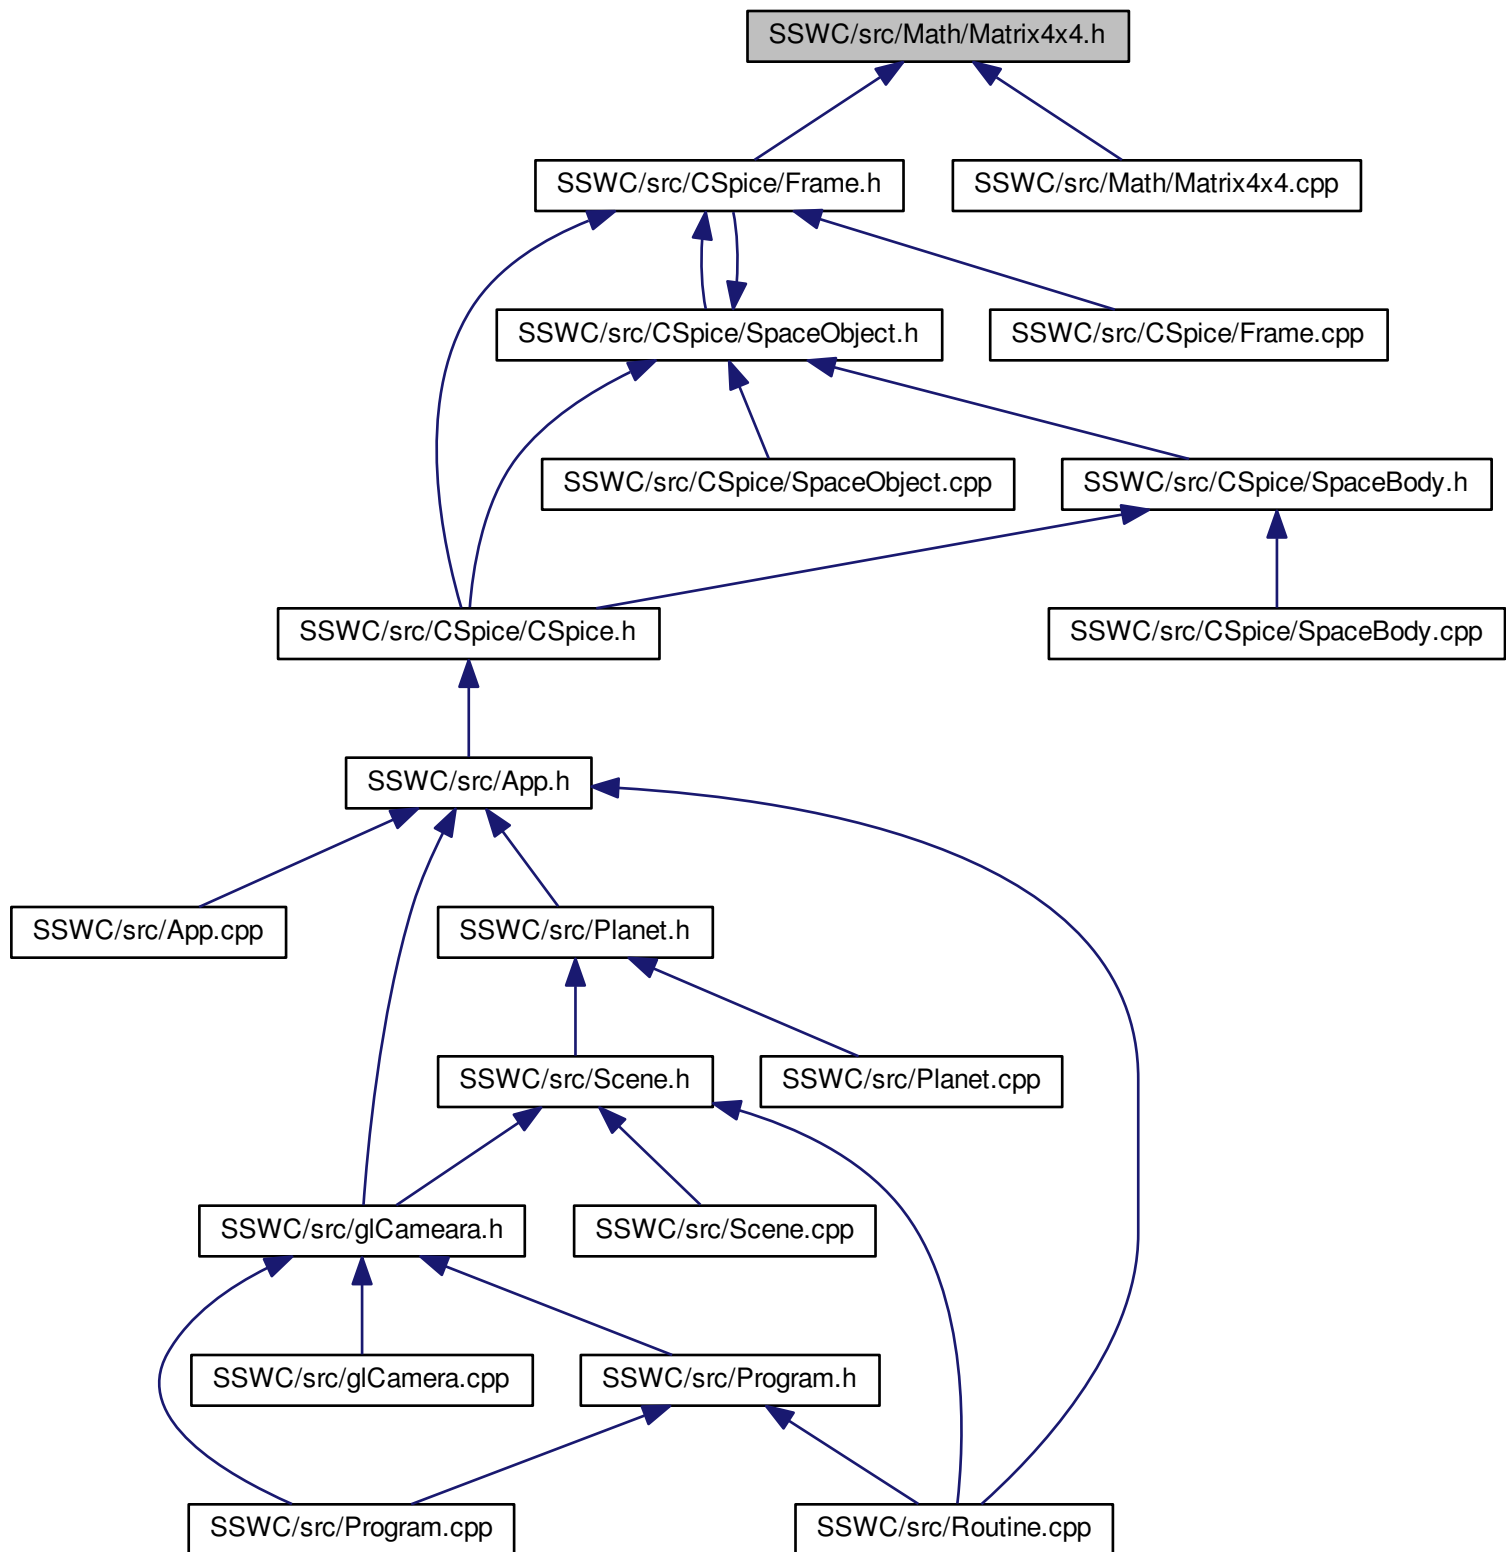 SSWC/src/Math/Matrix4x4.h
SSWC/src/CSpice/Frame.h
SSWC/src/Math/Matrix4x4.cpp
SSWC/src/CSpice/SpaceObject.h
SSWC/src/CSpice/Frame.cpp
SSWC/src/CSpice/SpaceObject.cpp
SSWC/src/CSpice/SpaceBody.h
SSWC/src/CSpice/CSpice.h
SSWC/src/CSpice/SpaceBody.cpp
SSWC/src/App.h
SSWC/src/App.cpp
SSWC/src/Planet.h
SSWC/src/Scene.h
SSWC/src/Planet.cpp
SSWC/src/glCameara.h
SSWC/src/Scene.cpp
SSWC/src/glCamera.cpp
SSWC/src/Program.h
SSWC/src/Program.cpp
SSWC/src/Routine.cpp